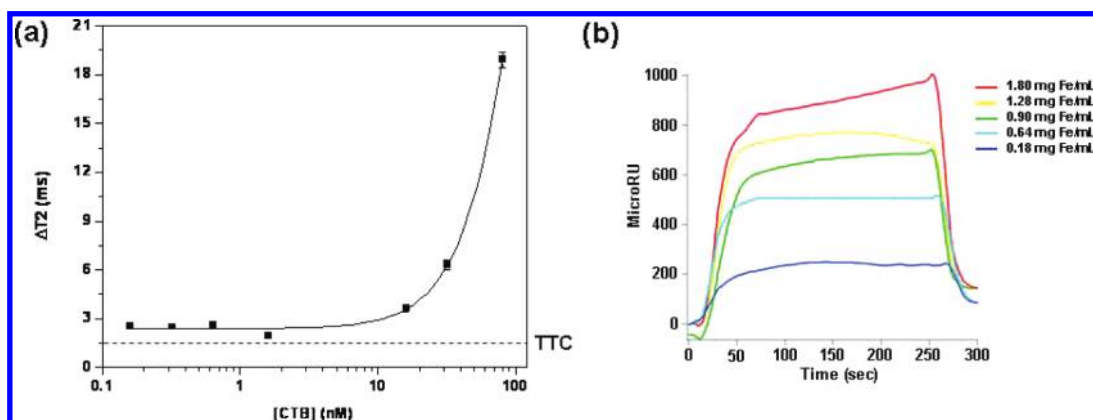 (a)
21
18
15
12
9
6
3
0
ΔT2 (ms)
TTC
0.1 1 10 100
[CTB] (nM)
(b)
1000
800
600
400
200
0
MicroRU
0 50 100 150 200 250 300
Time (sec)
1.80 mg Fe/mL
1.28 mg Fe/mL
0.90 mg Fe/mL
0.64 mg Fe/mL
0.18 mg Fe/mL